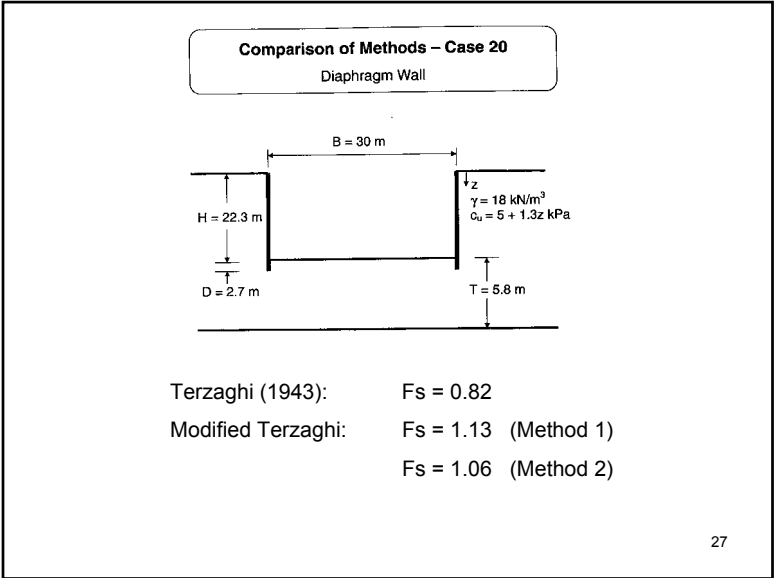 Comparison of Methods – Case 20
Diaphragm Wall
B = 30 m
z
γ = 18 kN/m³
cᵤ = 5 + 1.3z kPa
H = 22.3 m
D = 2.7 m
T = 5.8 m
Terzaghi (1943): Fs = 0.82
Modified Terzaghi: Fs = 1.13 (Method 1)
Fs = 1.06 (Method 2)
27